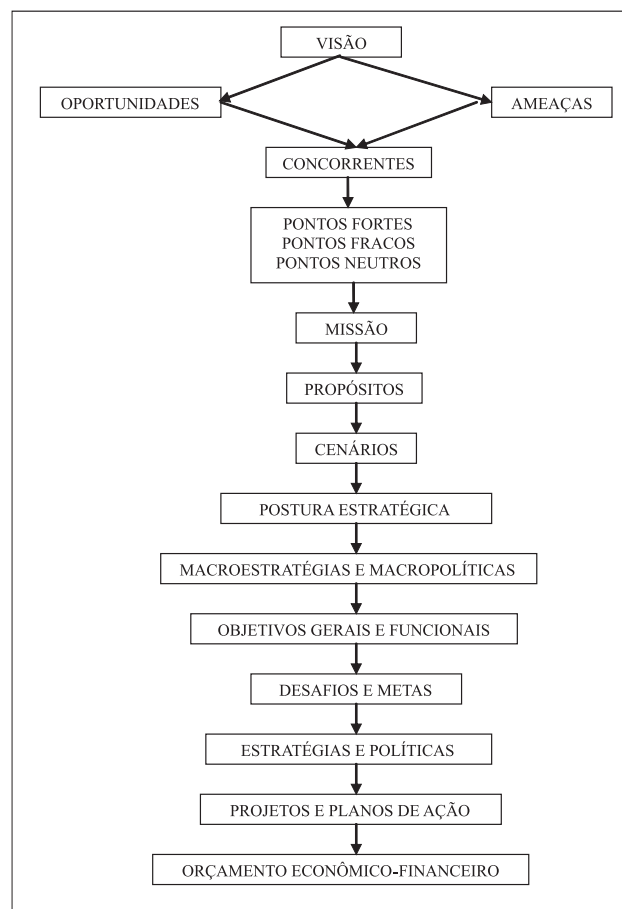 VISÃO
OPORTUNIDADES
AMEAÇAS
CONCORRENTES
PONTOS FORTES
PONTOS FRACOS
PONTOS NEUTROS
MISSÃO
PROPÓSITOS
CENÁRIOS
POSTURA ESTRATÉGICA
MACROESTRATÉGIAS E MACROPOLÍTICAS
OBJETIVOS GERAIS E FUNCIONAIS
DESAFIOS E METAS
ESTRATÉGIAS E POLÍTICAS
PROJETOS E PLANOS DE AÇÃO
ORÇAMENTO ECONÔMICO-FINANCEIRO